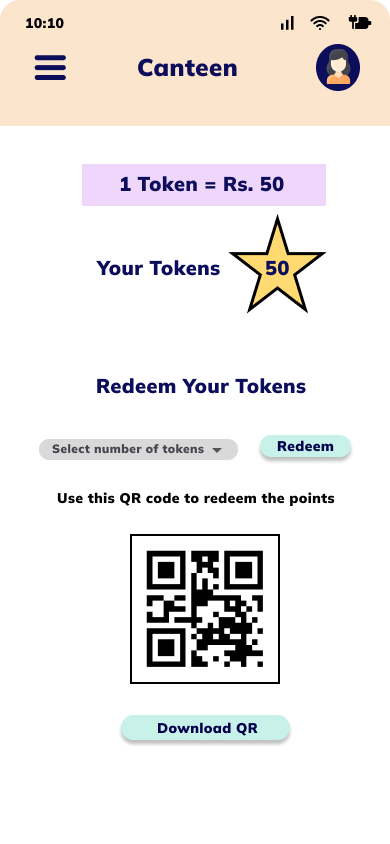 10:10
Canteen
1 Token = Rs. 50
Your Tokens
50
Redeem Your Tokens
Select number of tokens
Redeem
Use this QR code to redeem the points
Download QR